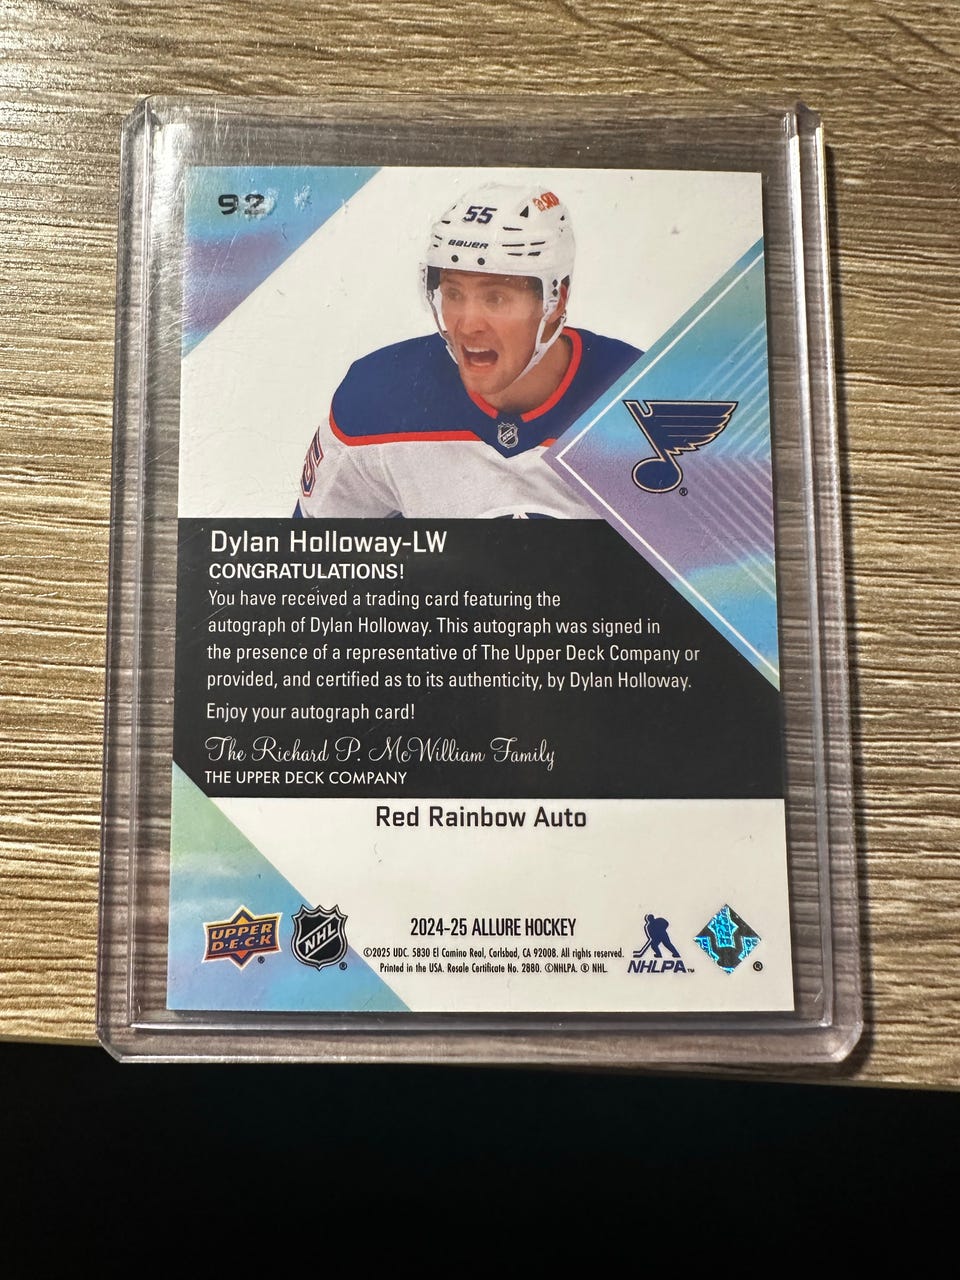 92
55
BAUER
NHL
5
Dylan Holloway-LW
CONGRATULATIONS!
You have received a trading card featuring the
autograph of Dylan Holloway. This autograph was signed in
the presence of a representative of The Upper Deck Company or
provided, and certified as to its authenticity, by Dylan Holloway.
Enjoy your autograph card!
The Richard P. McWilliam Family
THE UPPER DECK COMPANY
Red Rainbow Auto
UPPER
D·E·C·K
NHL
2024-25 ALLURE HOCKEY
©2025 UDC. 5830 El Camino Real, Carlsbad, CA 92008. All rights reserved.
Printed in the USA. Resale Certificate No. 2880. ©NHLPA. ® NHL.
NHLPA™